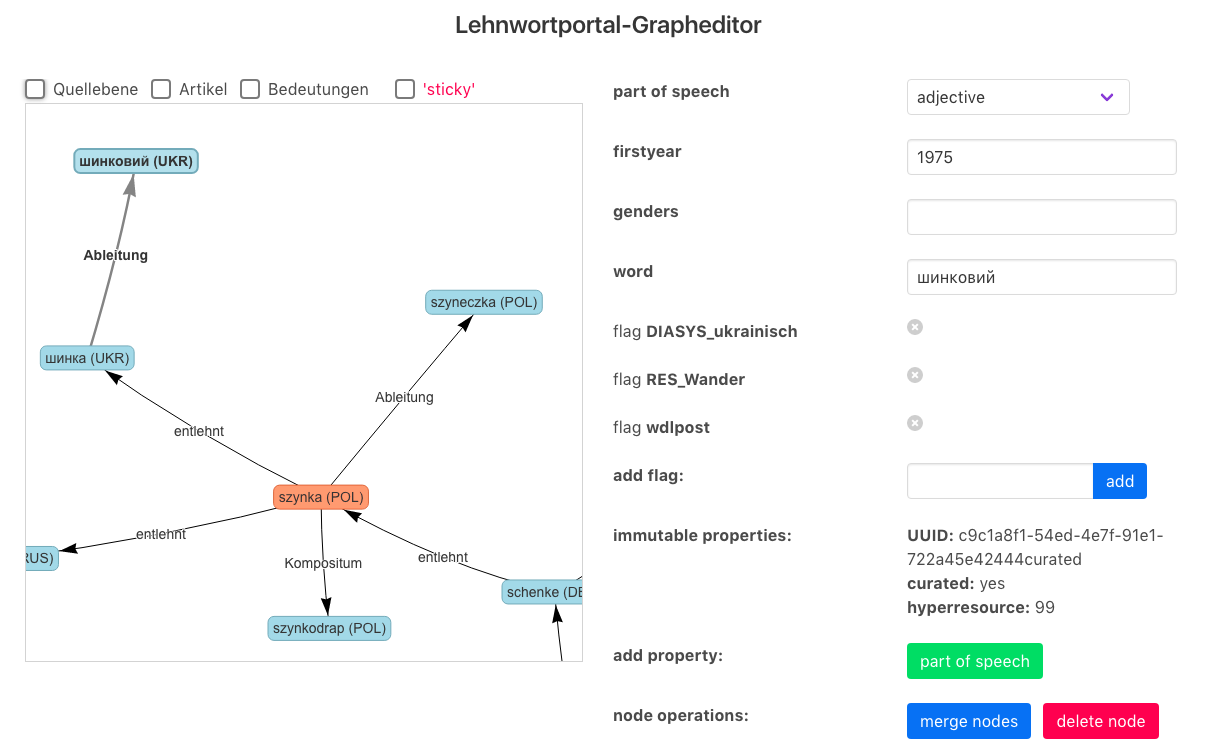 Lehnwortportal-Grapheditor
Quellebene Artikel Bedeutungen 'sticky'
шинковий (UKR)
Ableitung
szyneczka (POL)
шинка (UKR)
Ableitung
entlehnt
szynka (POL)
entlehnt
Kompositum
entlehnt
RUS)
schenke (DE
szynkodrap (POL)
part of speech
adjective
firstyear
1975
genders
word
шинковий
flag DIASYS_ukrainisch
flag RES_Wander
flag wdlpost
add flag:
add
immutable properties:
UUID: c9c1a8f1-54ed-4e7f-91e1-
722a45e42444curated
curated: yes
hyperresource: 99
add property:
part of speech
node operations:
merge nodes
delete node